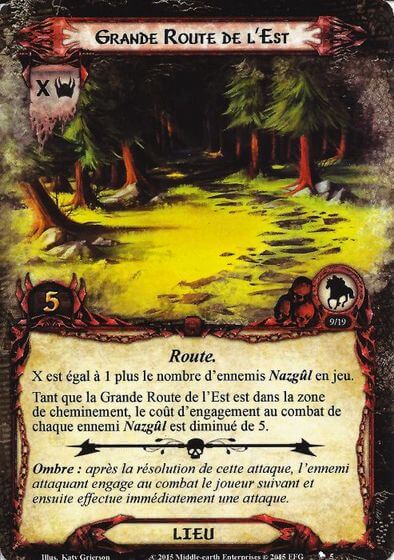 Grande Route de l'Est
X
5
9/19
Route.
X est égal à 1 plus le nombre d'ennemis Nazgûl en jeu.
Tant que la Grande Route de l'Est est dans la zone
de cheminement, le coût d'engagement au combat de
chaque ennemi Nazgûl est diminué de 5.
Ombre : après la résolution de cette attaque, l'ennemi
attaquant engage au combat le joueur suivant et
ensuite effectue immédiatement une attaque.
LIEU
Illus. Katy Grierson © 2015 Middle-earth Enterprises © 2015 FFG 5